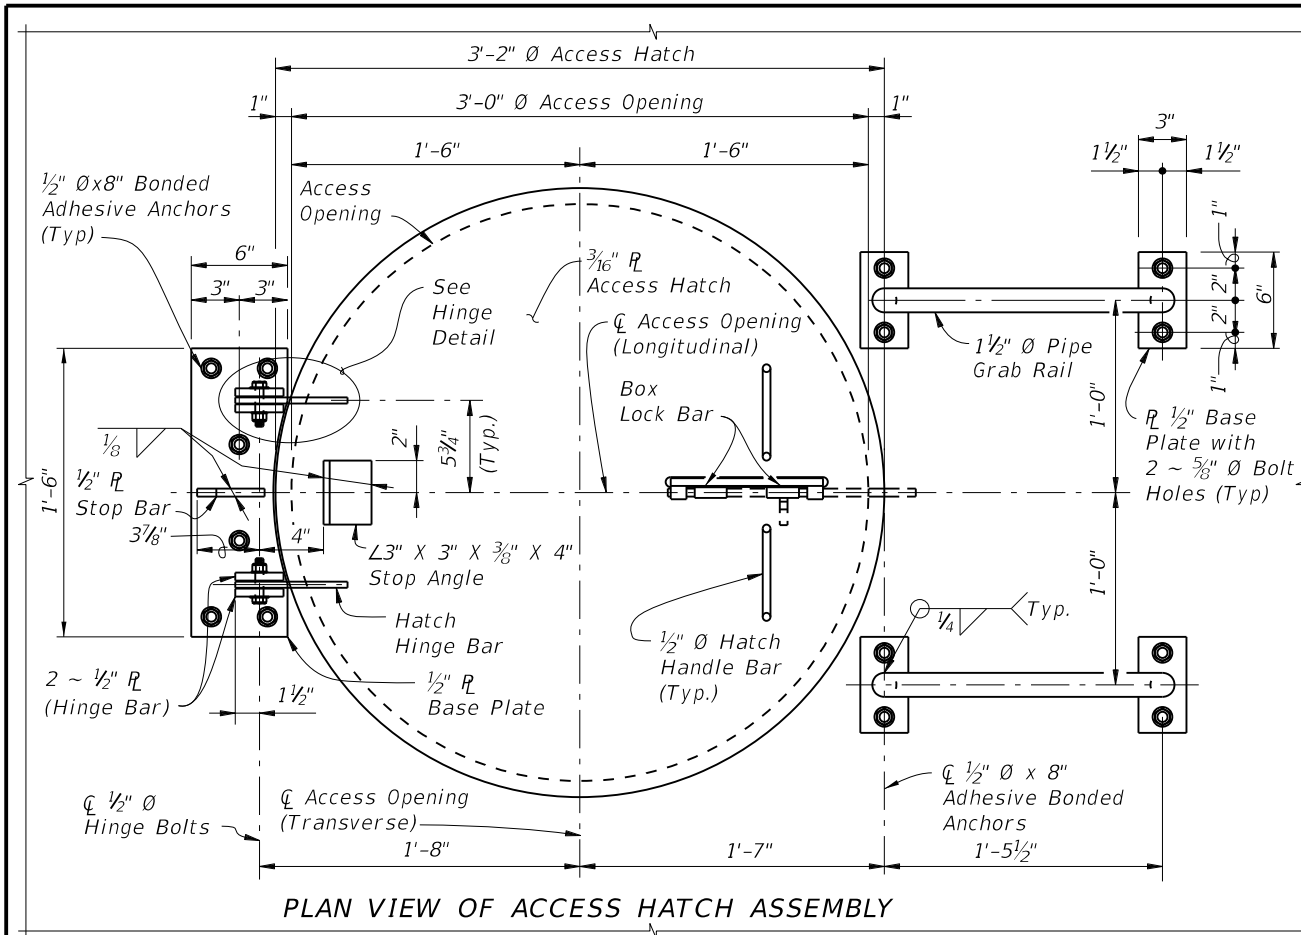 3'-2" Ø Access Hatch
1"
3'-0" Ø Access Opening
1"
1'-6"
1'-6"
3"
1½"
1½"
½" Øx8" Bonded
Adhesive Anchors
(Typ)
Access
Opening
6"
3"
3"
See
Hinge
Detail
3/16" ℞
Access Hatch
℄ Access Opening
(Longitudinal)
Box
Lock Bar
1½" Ø Pipe
Grab Rail
1"
2"
2"
1"
6"
1'-0"
℞ ½" Base
Plate with
2 ~ ⅝" Ø Bolt
Holes (Typ)
5¾"
(Typ.)
2"
⅛
½" ℞
Stop Bar
1'-6"
3⅞"
4"
∠3" X 3" X ⅜" X 4"
Stop Angle
1'-0"
Hatch
Hinge Bar
½" Ø Hatch
Handle Bar
(Typ.)
¼
Typ.
2 ~ ½" ℞
(Hinge Bar)
1½"
½" ℞
Base Plate
℄ ½" Ø
Hinge Bolts
℄ Access Opening
(Transverse)
℄ ½" Ø x 8"
Adhesive Bonded
Anchors
1'-8"
1'-7"
1'-5½"
PLAN VIEW OF ACCESS HATCH ASSEMBLY